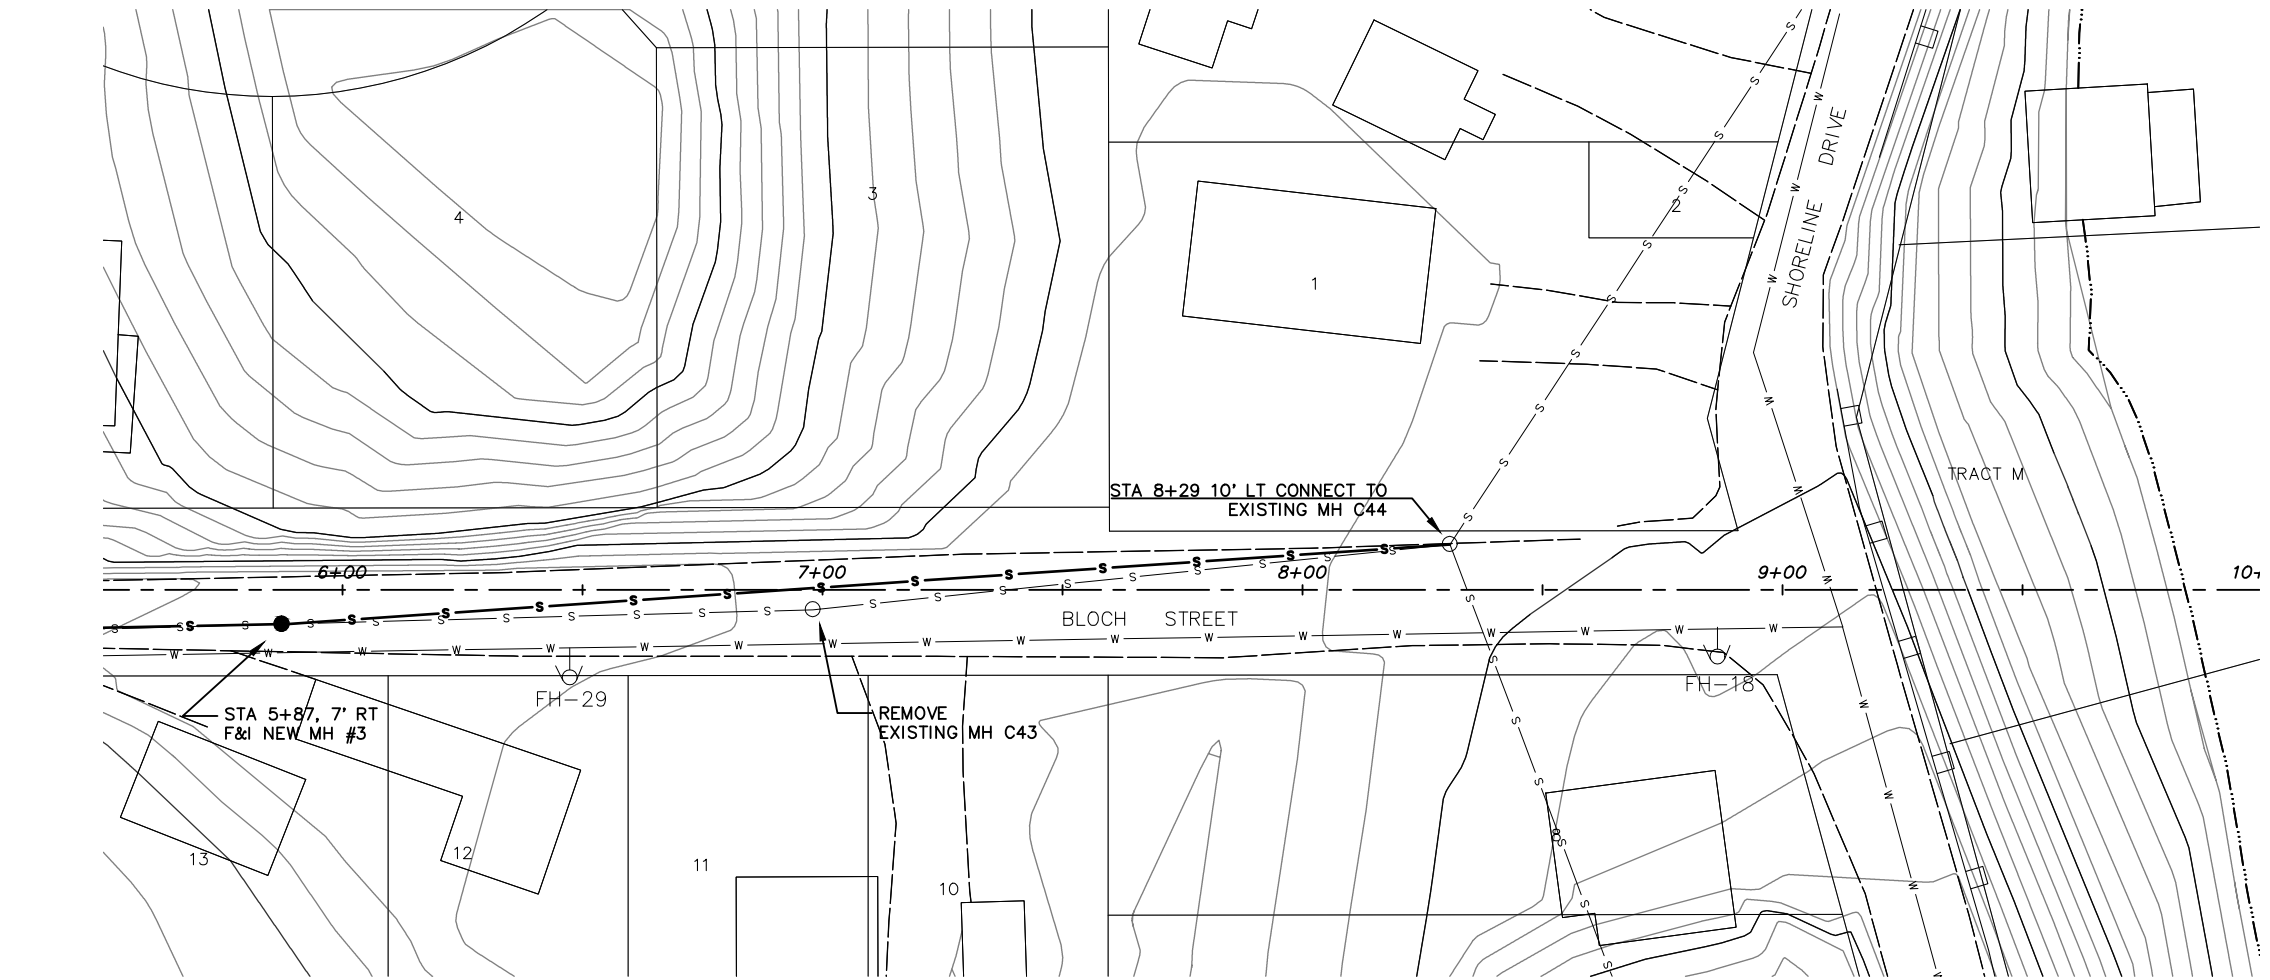 4
3
1
2
SHORELINE DRIVE
TRACT M
STA 8+29 10' LT CONNECT TO
EXISTING MH C44
6+00
7+00
8+00
9+00
BLOCH STREET
FH-29
FH-18
STA 5+87, 7' RT
F&I NEW MH #3
REMOVE
EXISTING MH C43
13
12
11
10
8